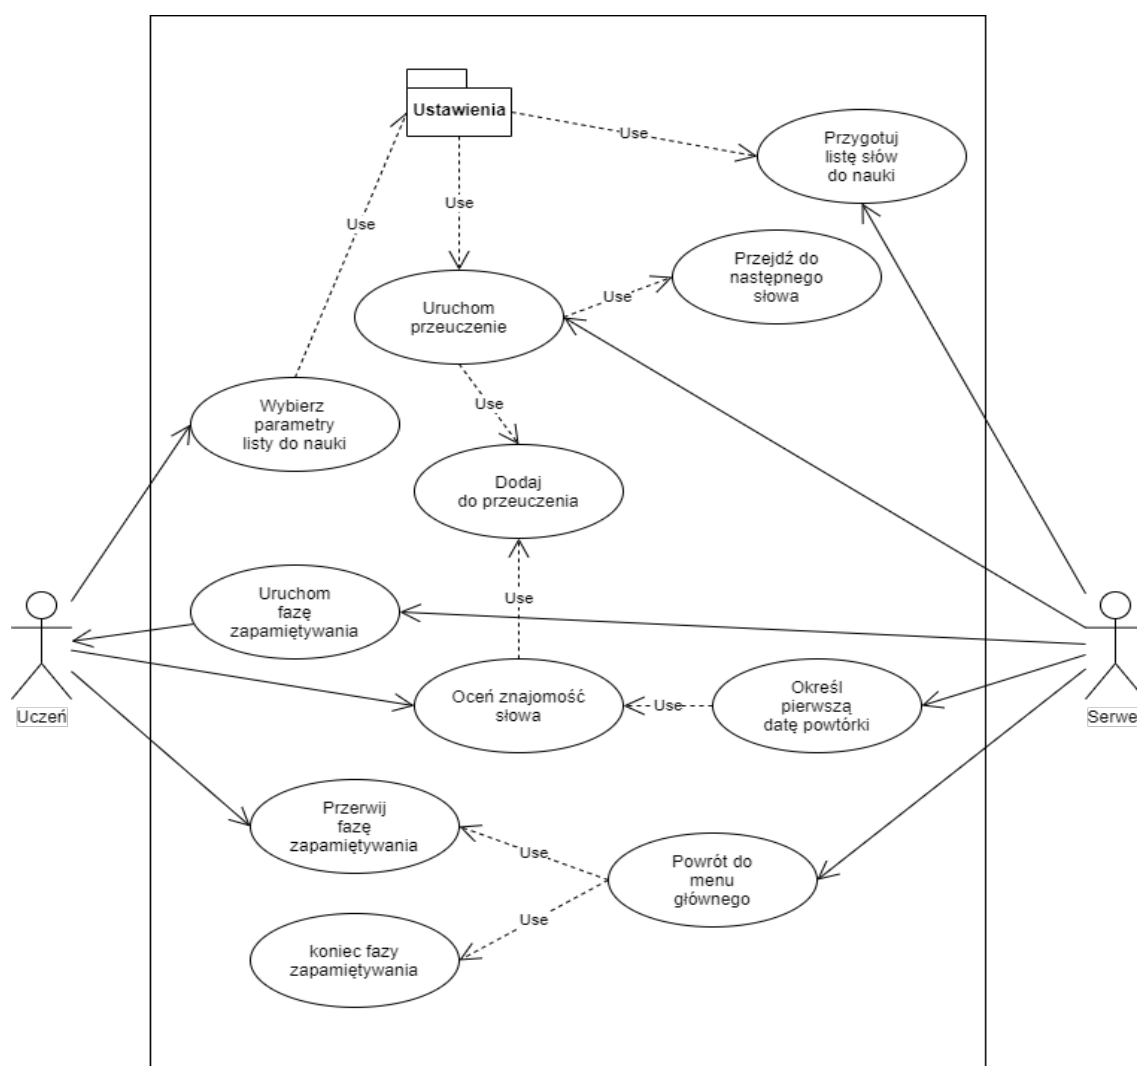 Ustawienia
Use
Przygotuj
listę słów
do nauki
Use
Use
Przejdź do
następnego
słowa
Use
Uruchom
przeuczenie
Use
Wybierz
parametry
listy do nauki
Dodaj
do przeuczenia
Uruchom
fazę
zapamiętywania
Use
Uczeń
Oceń znajomość
słowa
Use
Określ
pierwszą
datę powtórki
Serwe
Przerwij
fazę
zapamiętywania
Use
Powrót do
menu
głównego
Use
koniec fazy
zapamiętywania